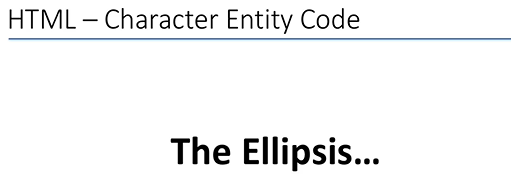 HTML – Character Entity Code
The Ellipsis…